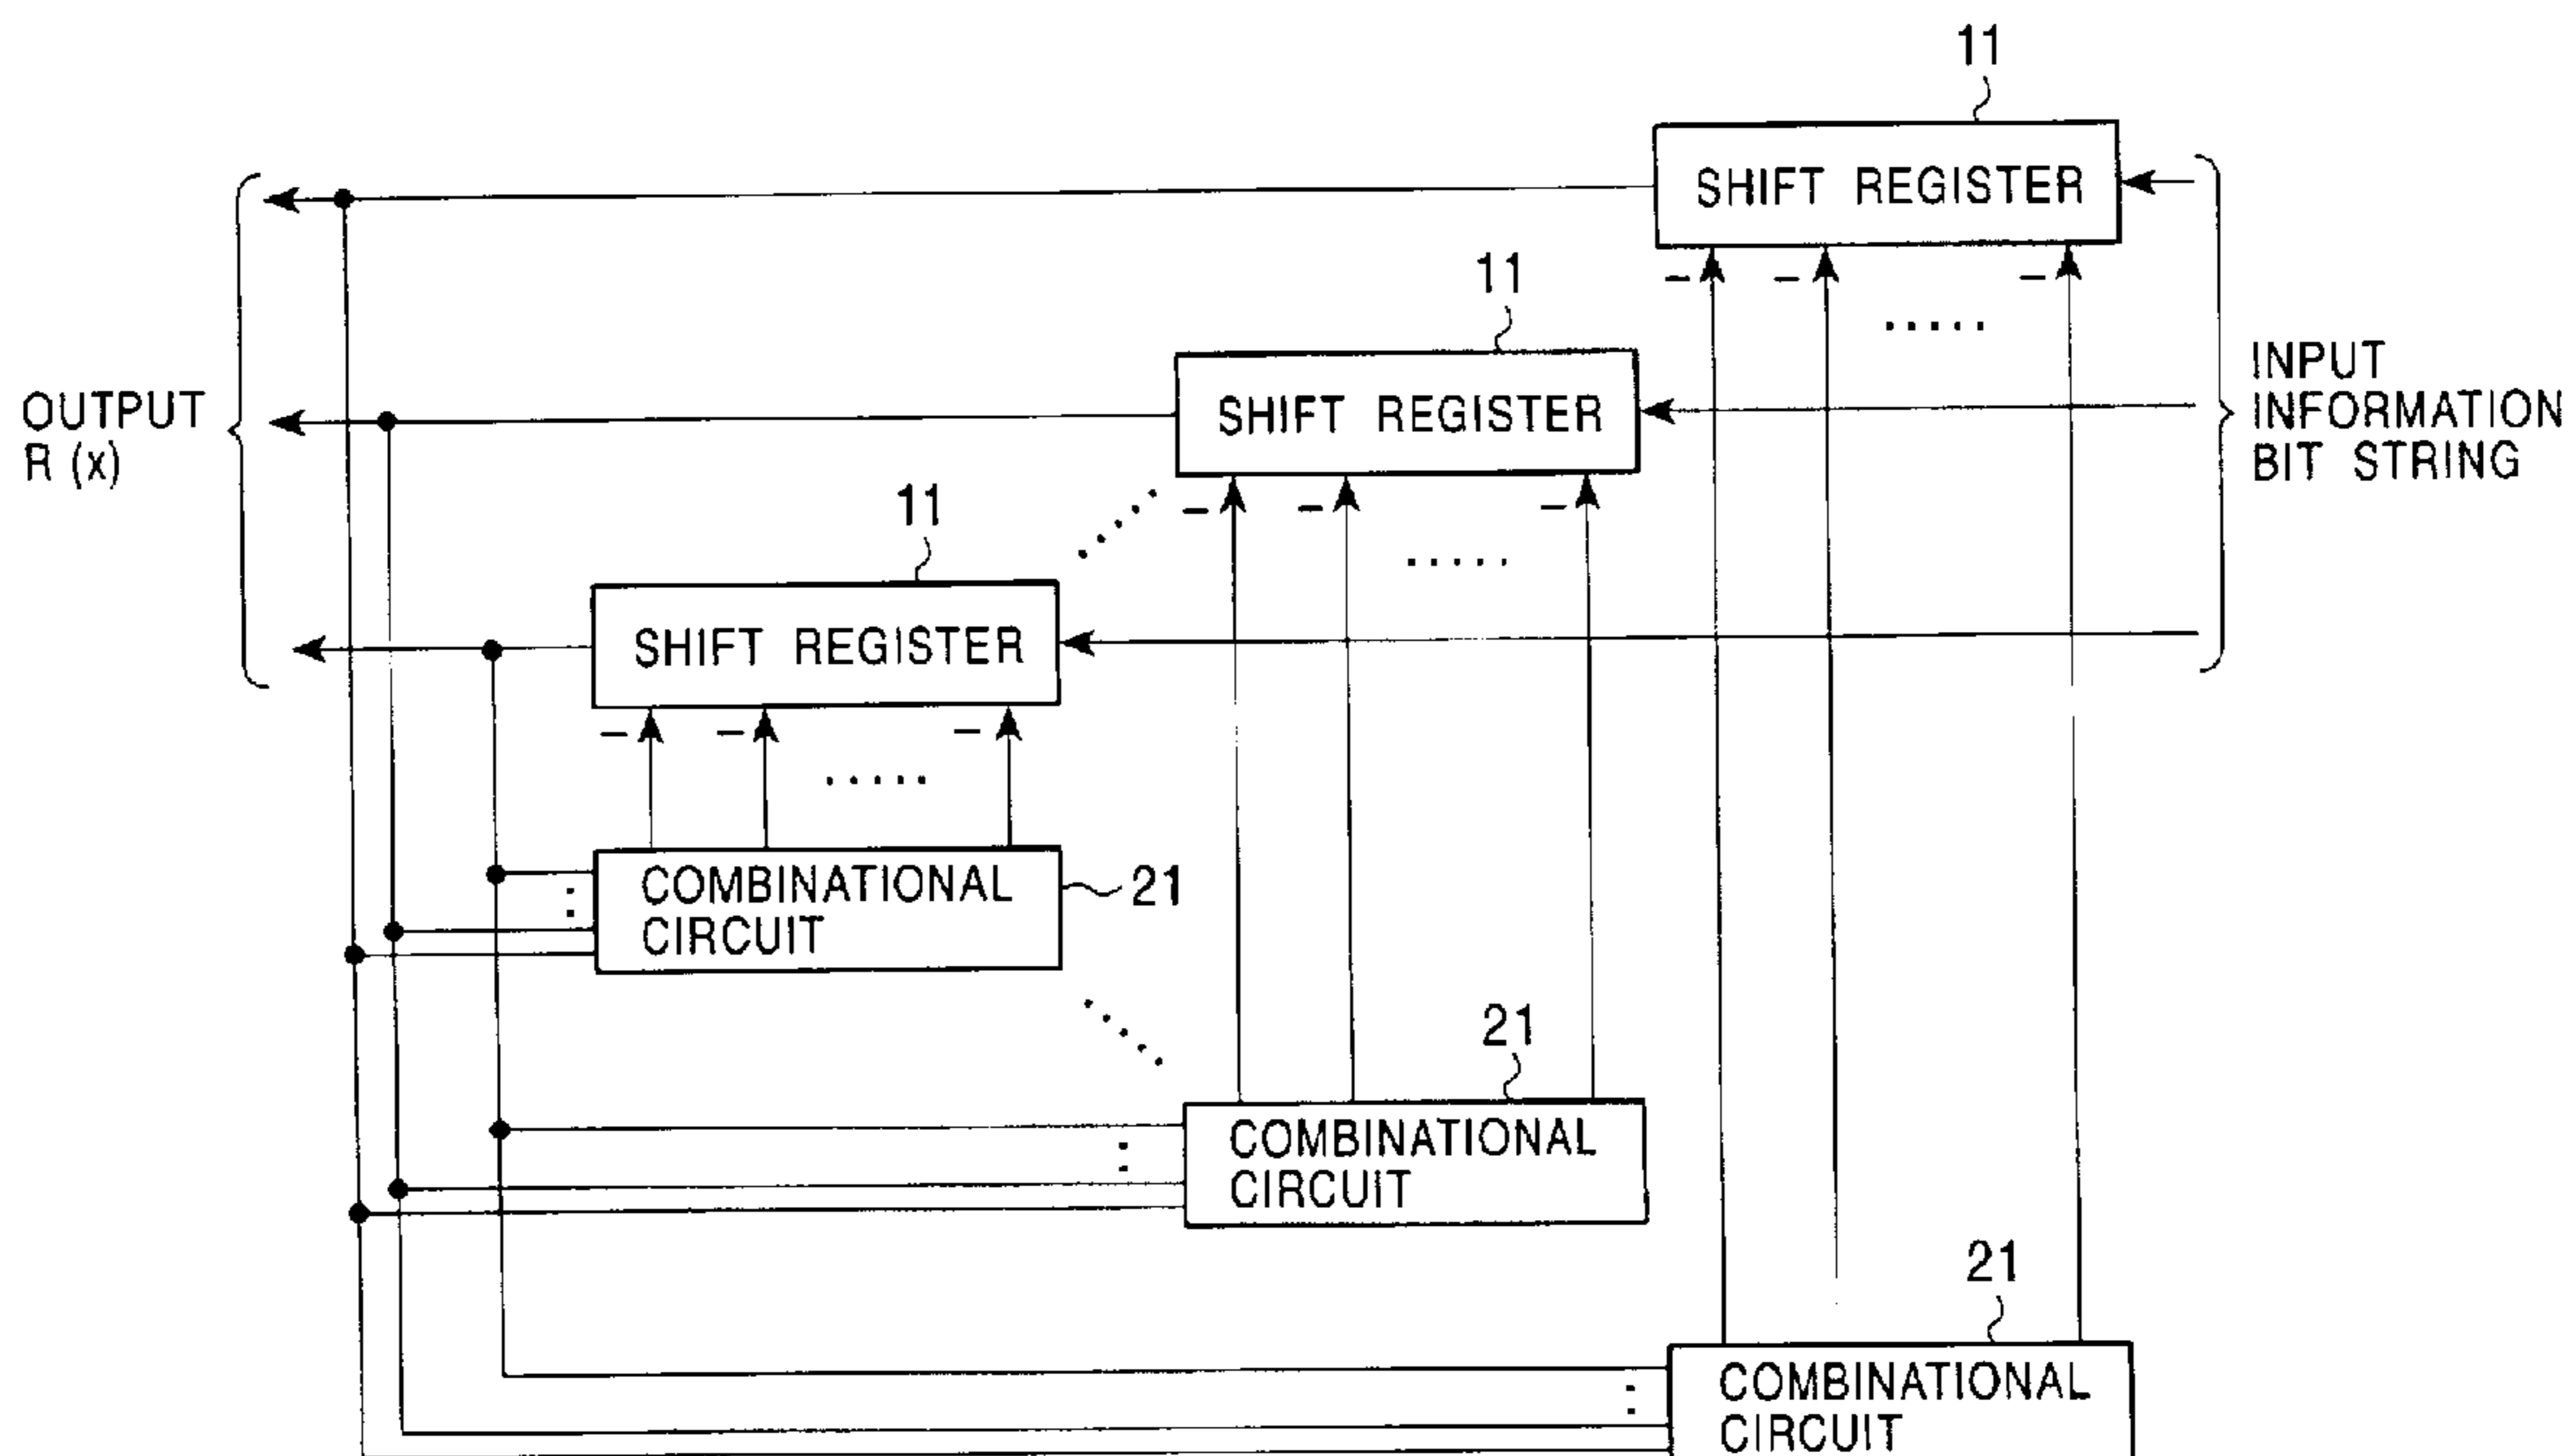 11
SHIFT REGISTER
11
SHIFT REGISTER
INPUT
INFORMATION
BIT STRING
OUTPUT
R (x)
11
SHIFT REGISTER
COMBINATIONAL
CIRCUIT
21
21
COMBINATIONAL
CIRCUIT
21
COMBINATIONAL
CIRCUIT